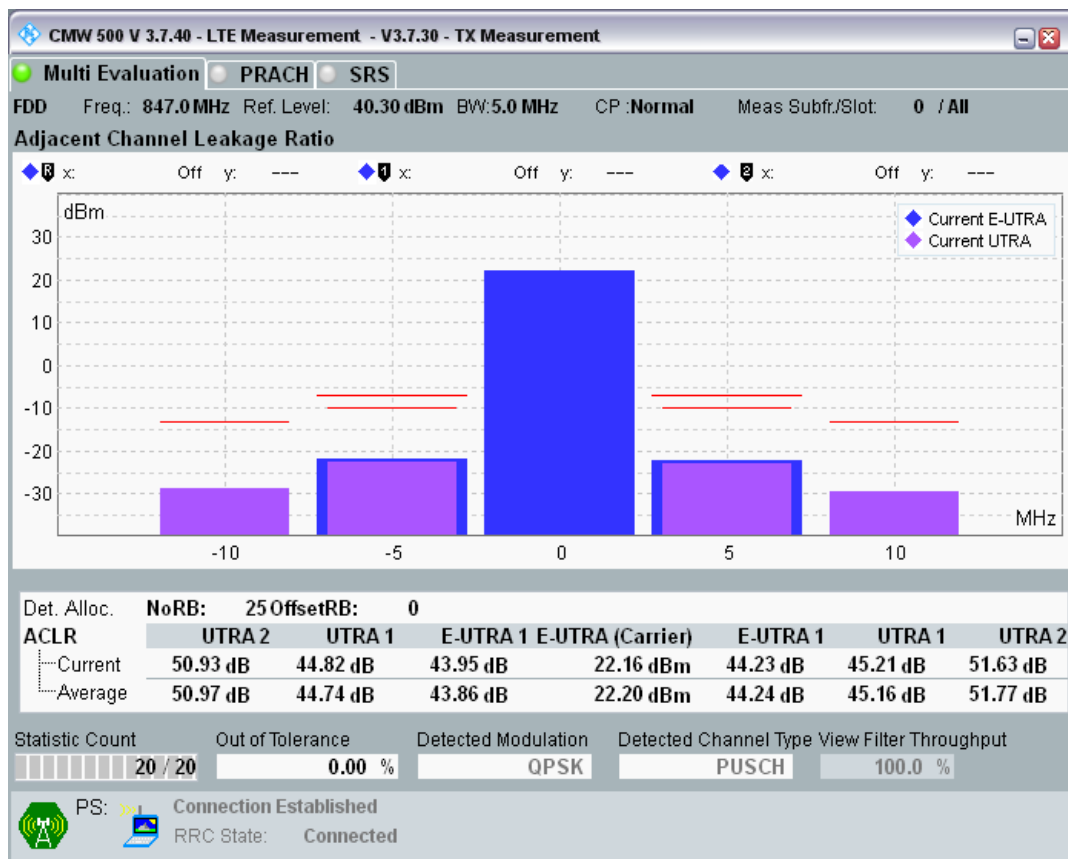 CMW 500 V 3.7.40 - LTE Measurement - V3.7.30 - TX Measurement
Multi Evaluation PRACH SRS
FDD Freq.: 847.0 MHz Ref. Level: 40.30 dBm BW:5.0 MHz CP :Normal Meas Subfr./Slot: 0 / All
Adjacent Channel Leakage Ratio
R x: Off y: --- 1 x: Off y: --- 2 x: Off y: ---
dBm
Current E-UTRA
Current UTRA
30
20
10
0
-10
-20
-30
MHz
-10 -5 0 5 10
Det. Alloc. NoRB: 25 OffsetRB: 0
ACLR UTRA 2 UTRA 1 E-UTRA 1 E-UTRA (Carrier) E-UTRA 1 UTRA 1 UTRA 2
Current 50.93 dB 44.82 dB 43.95 dB 22.16 dBm 44.23 dB 45.21 dB 51.63 dB
Average 50.97 dB 44.74 dB 43.86 dB 22.20 dBm 44.24 dB 45.16 dB 51.77 dB
Statistic Count Out of Tolerance Detected Modulation Detected Channel Type View Filter Throughput
20 / 20 0.00 % QPSK PUSCH 100.0 %
PS: Connection Established
RRC State: Connected